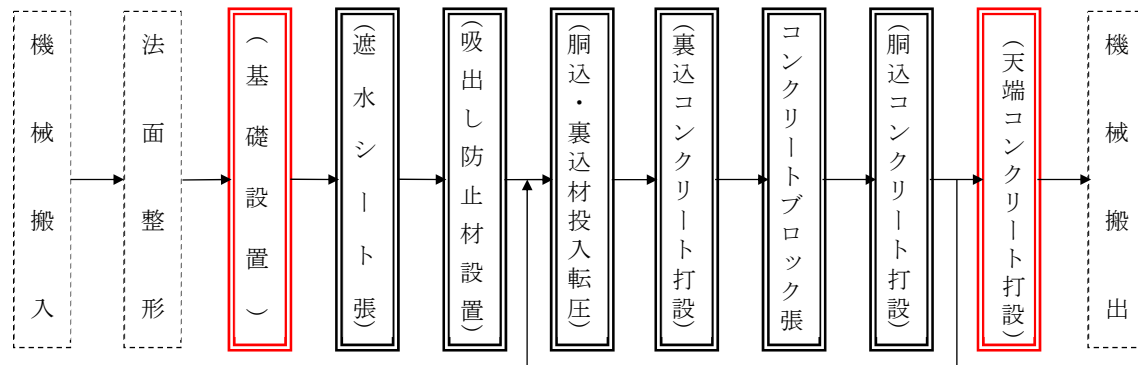 機械搬入
法面整形
（基礎設置）
（遮水シート張）
（吸出し防止材設置）
（胴込・裏込材投入転圧）
（裏込コンクリート打設）
コンクリートブロック張
（胴込コンクリート打設）
（天端コンクリート打設）
機械搬出